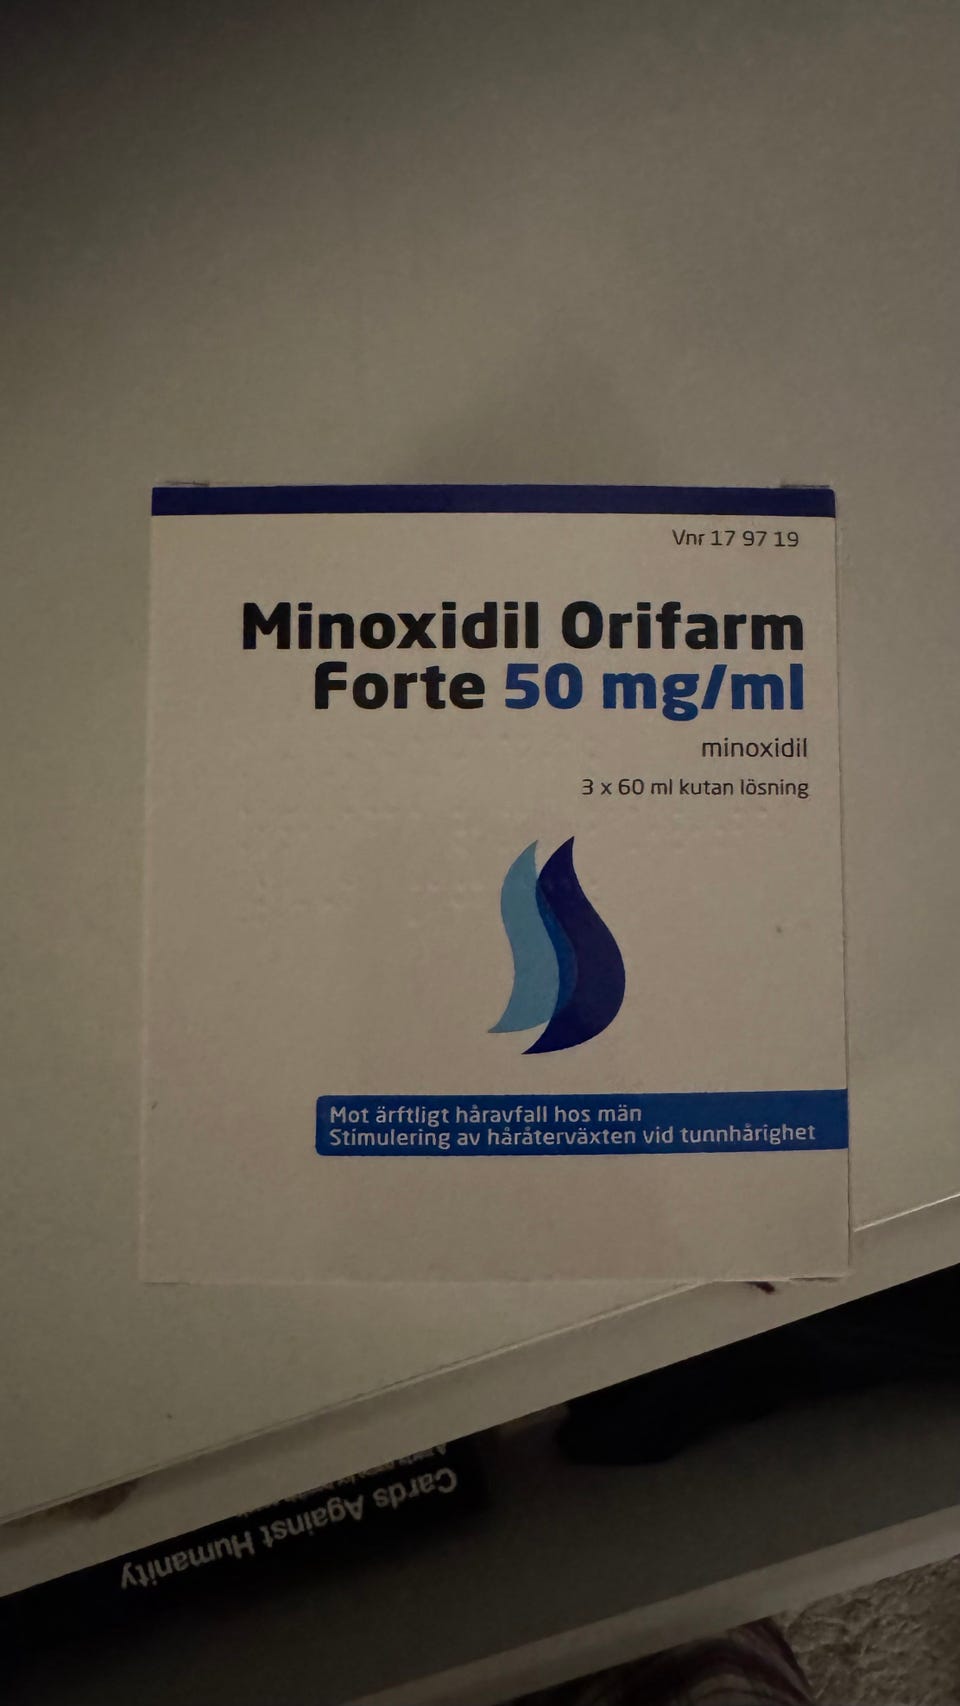 Vnr 17 97 19
Minoxidil Orifarm
Forte 50 mg/ml
minoxidil
3 x 60 ml kutan lösning
Mot ärftligt håravfall hos män
Stimulering av håråterväxten vid tunnhårighet
Cards Against Humanity